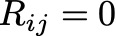 R_{ij} = 0